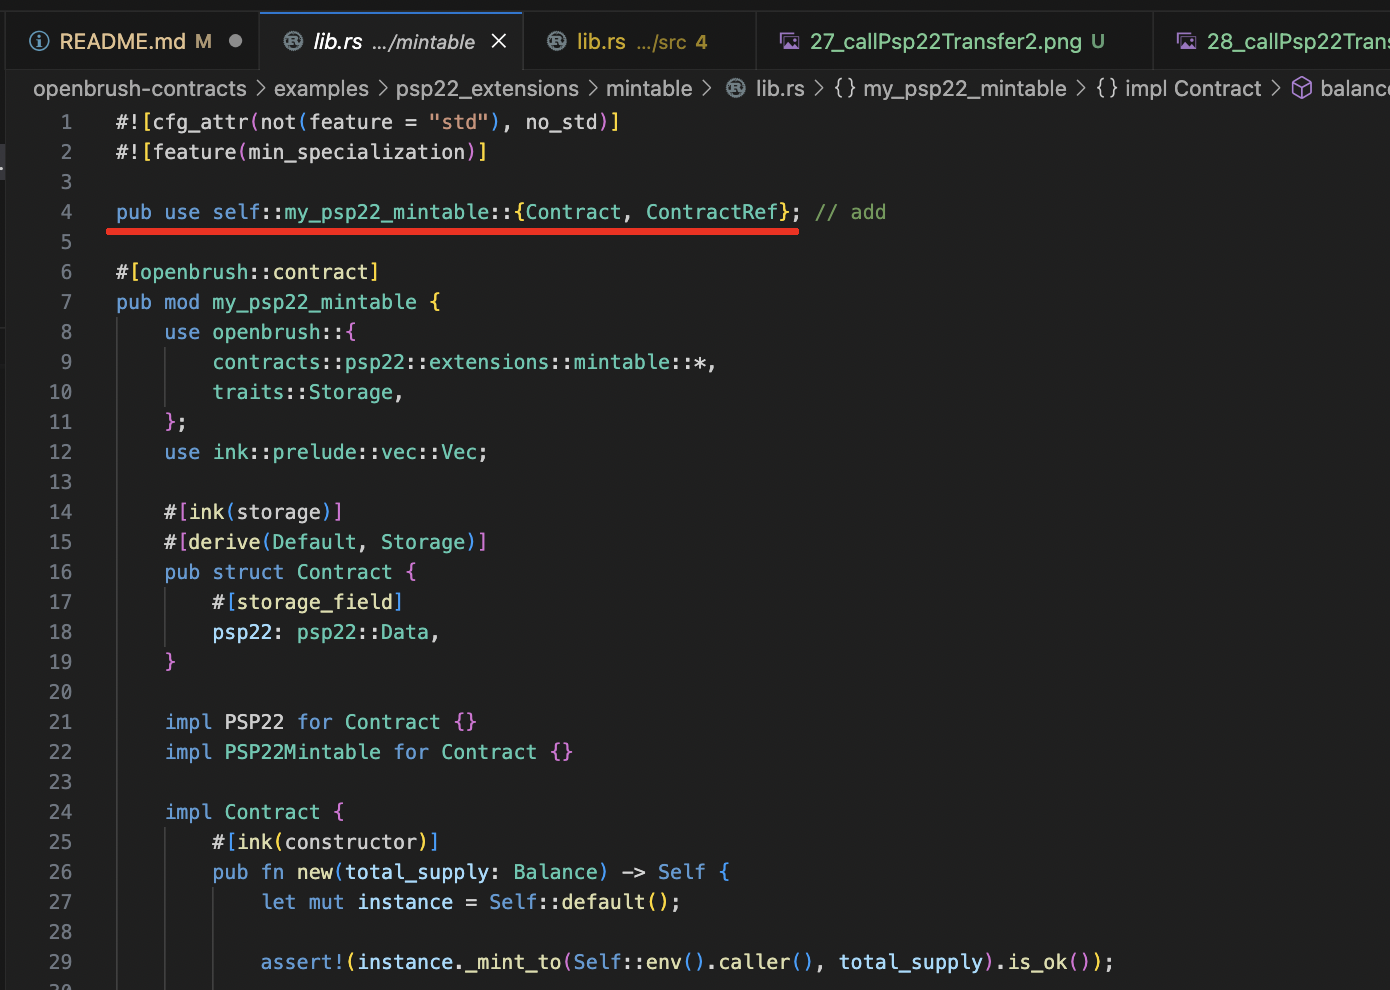 README.md M lib.rs .../mintable lib.rs .../src 4 27_callPsp22Transfer2.png U 28_callPsp22Trans
openbrush-contracts > examples > psp22_extensions > mintable > lib.rs > {} my_psp22_mintable > {} impl Contract > balanc
1 #![cfg_attr(not(feature = "std"), no_std)]
2 #![feature(min_specialization)]
3
4 pub use self::my_psp22_mintable::{Contract, ContractRef}; // add
5
6 #[openbrush::contract]
7 pub mod my_psp22_mintable {
8 use openbrush::{
9 contracts::psp22::extensions::mintable::*,
10 traits::Storage,
11 };
12 use ink::prelude::vec::Vec;
13
14 #[ink(storage)]
15 #[derive(Default, Storage)]
16 pub struct Contract {
17 #[storage_field]
18 psp22: psp22::Data,
19 }
20
21 impl PSP22 for Contract {}
22 impl PSP22Mintable for Contract {}
23
24 impl Contract {
25 #[ink(constructor)]
26 pub fn new(total_supply: Balance) -> Self {
27 let mut instance = Self::default();
28
29 assert!(instance._mint_to(Self::env().caller(), total_supply).is_ok());